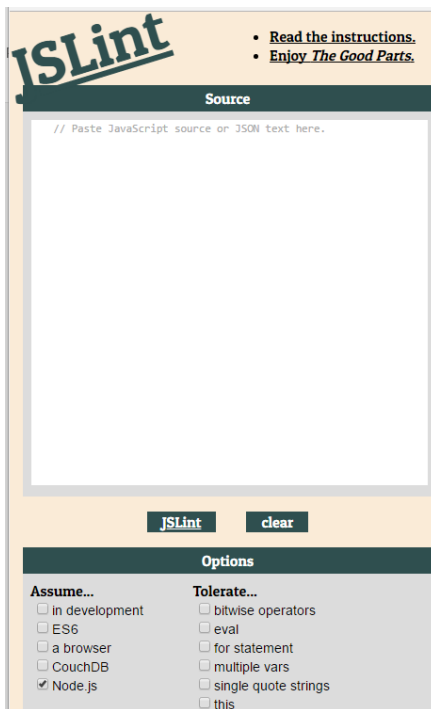 JSLint
Read the instructions.
Enjoy The Good Parts.
Source
// Paste JavaScript source or JSON text here.
JSLint
clear
Options
Assume...
in development
ES6
a browser
CouchDB
Node.js
Tolerate...
bitwise operators
eval
for statement
multiple vars
single quote strings
this